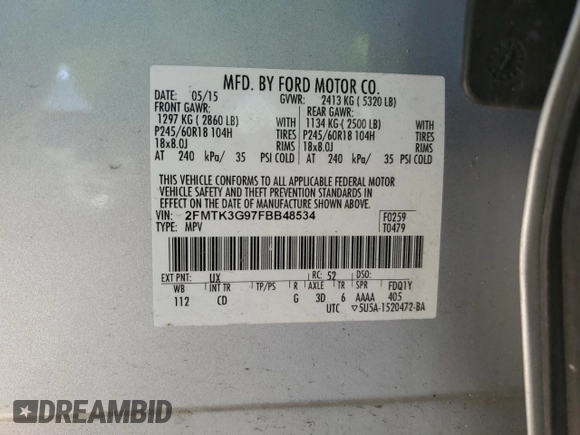 MFD. BY FORD MOTOR CO.
DATE: 05/15 GVWR: 2413 KG ( 5320 LB)
FRONT GAWR: REAR GAWR:
1297 KG ( 2860 LB) 1134 KG ( 2500 LB)
P245/60R18 104H TIRES P245/60R18 104H TIRES
18x8.0J RIMS 18x8.0J RIMS
AT 240 kPa/ 35 PSI COLD AT 240 kPa/ 35 PSI COLD
THIS VEHICLE CONFORMS TO ALL APPLICABLE FEDERAL MOTOR
VEHICLE SAFETY AND THEFT PREVENTION STANDARDS IN
EFFECT ON THE DATE OF MANUFACTURE SHOWN ABOVE.
VIN: 2FMTK3G97FBB48534 F0259
TYPE: MPV T0479
EXT PNT: UX RC: 52 DSO:
WB INT TR TP/PS R AXLE TR SPR FDQ1Y
112 CD G 3D 6 AAAA 405
UTC ▽5U5A-1520472-BA
DREAMBID